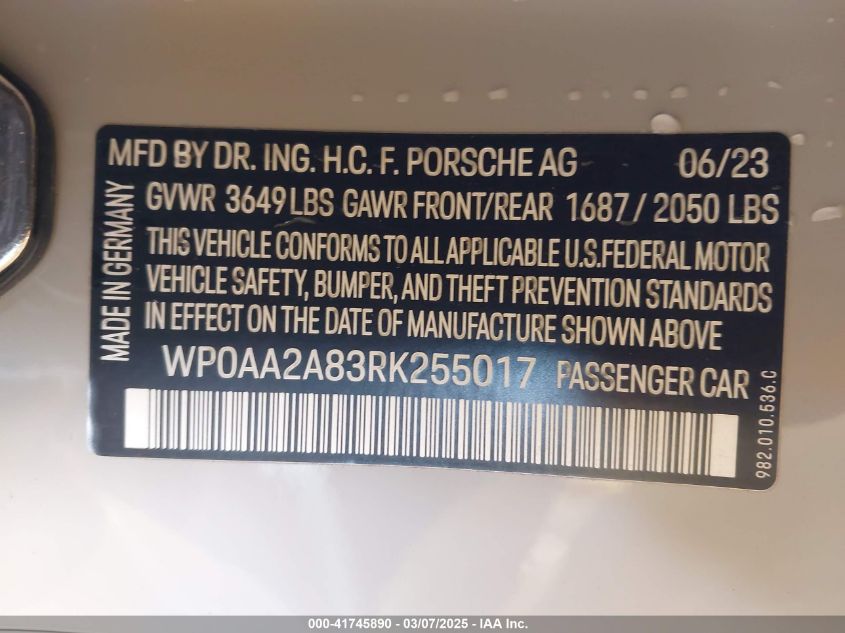 MFD BY DR. ING. H.C. F. PORSCHE AG 06/23
GVWR 3649 LBS GAWR FRONT/REAR 1687 / 2050 LBS
THIS VEHICLE CONFORMS TO ALL APPLICABLE U.S. FEDERAL MOTOR
VEHICLE SAFETY, BUMPER, AND THEFT PREVENTION STANDARDS
IN EFFECT ON THE DATE OF MANUFACTURE SHOWN ABOVE
WP0AA2A83RK255017 PASSENGER CAR
MADE IN GERMANY
982.010.536.C
000-41745890 - 03/07/2025 - IAA Inc.